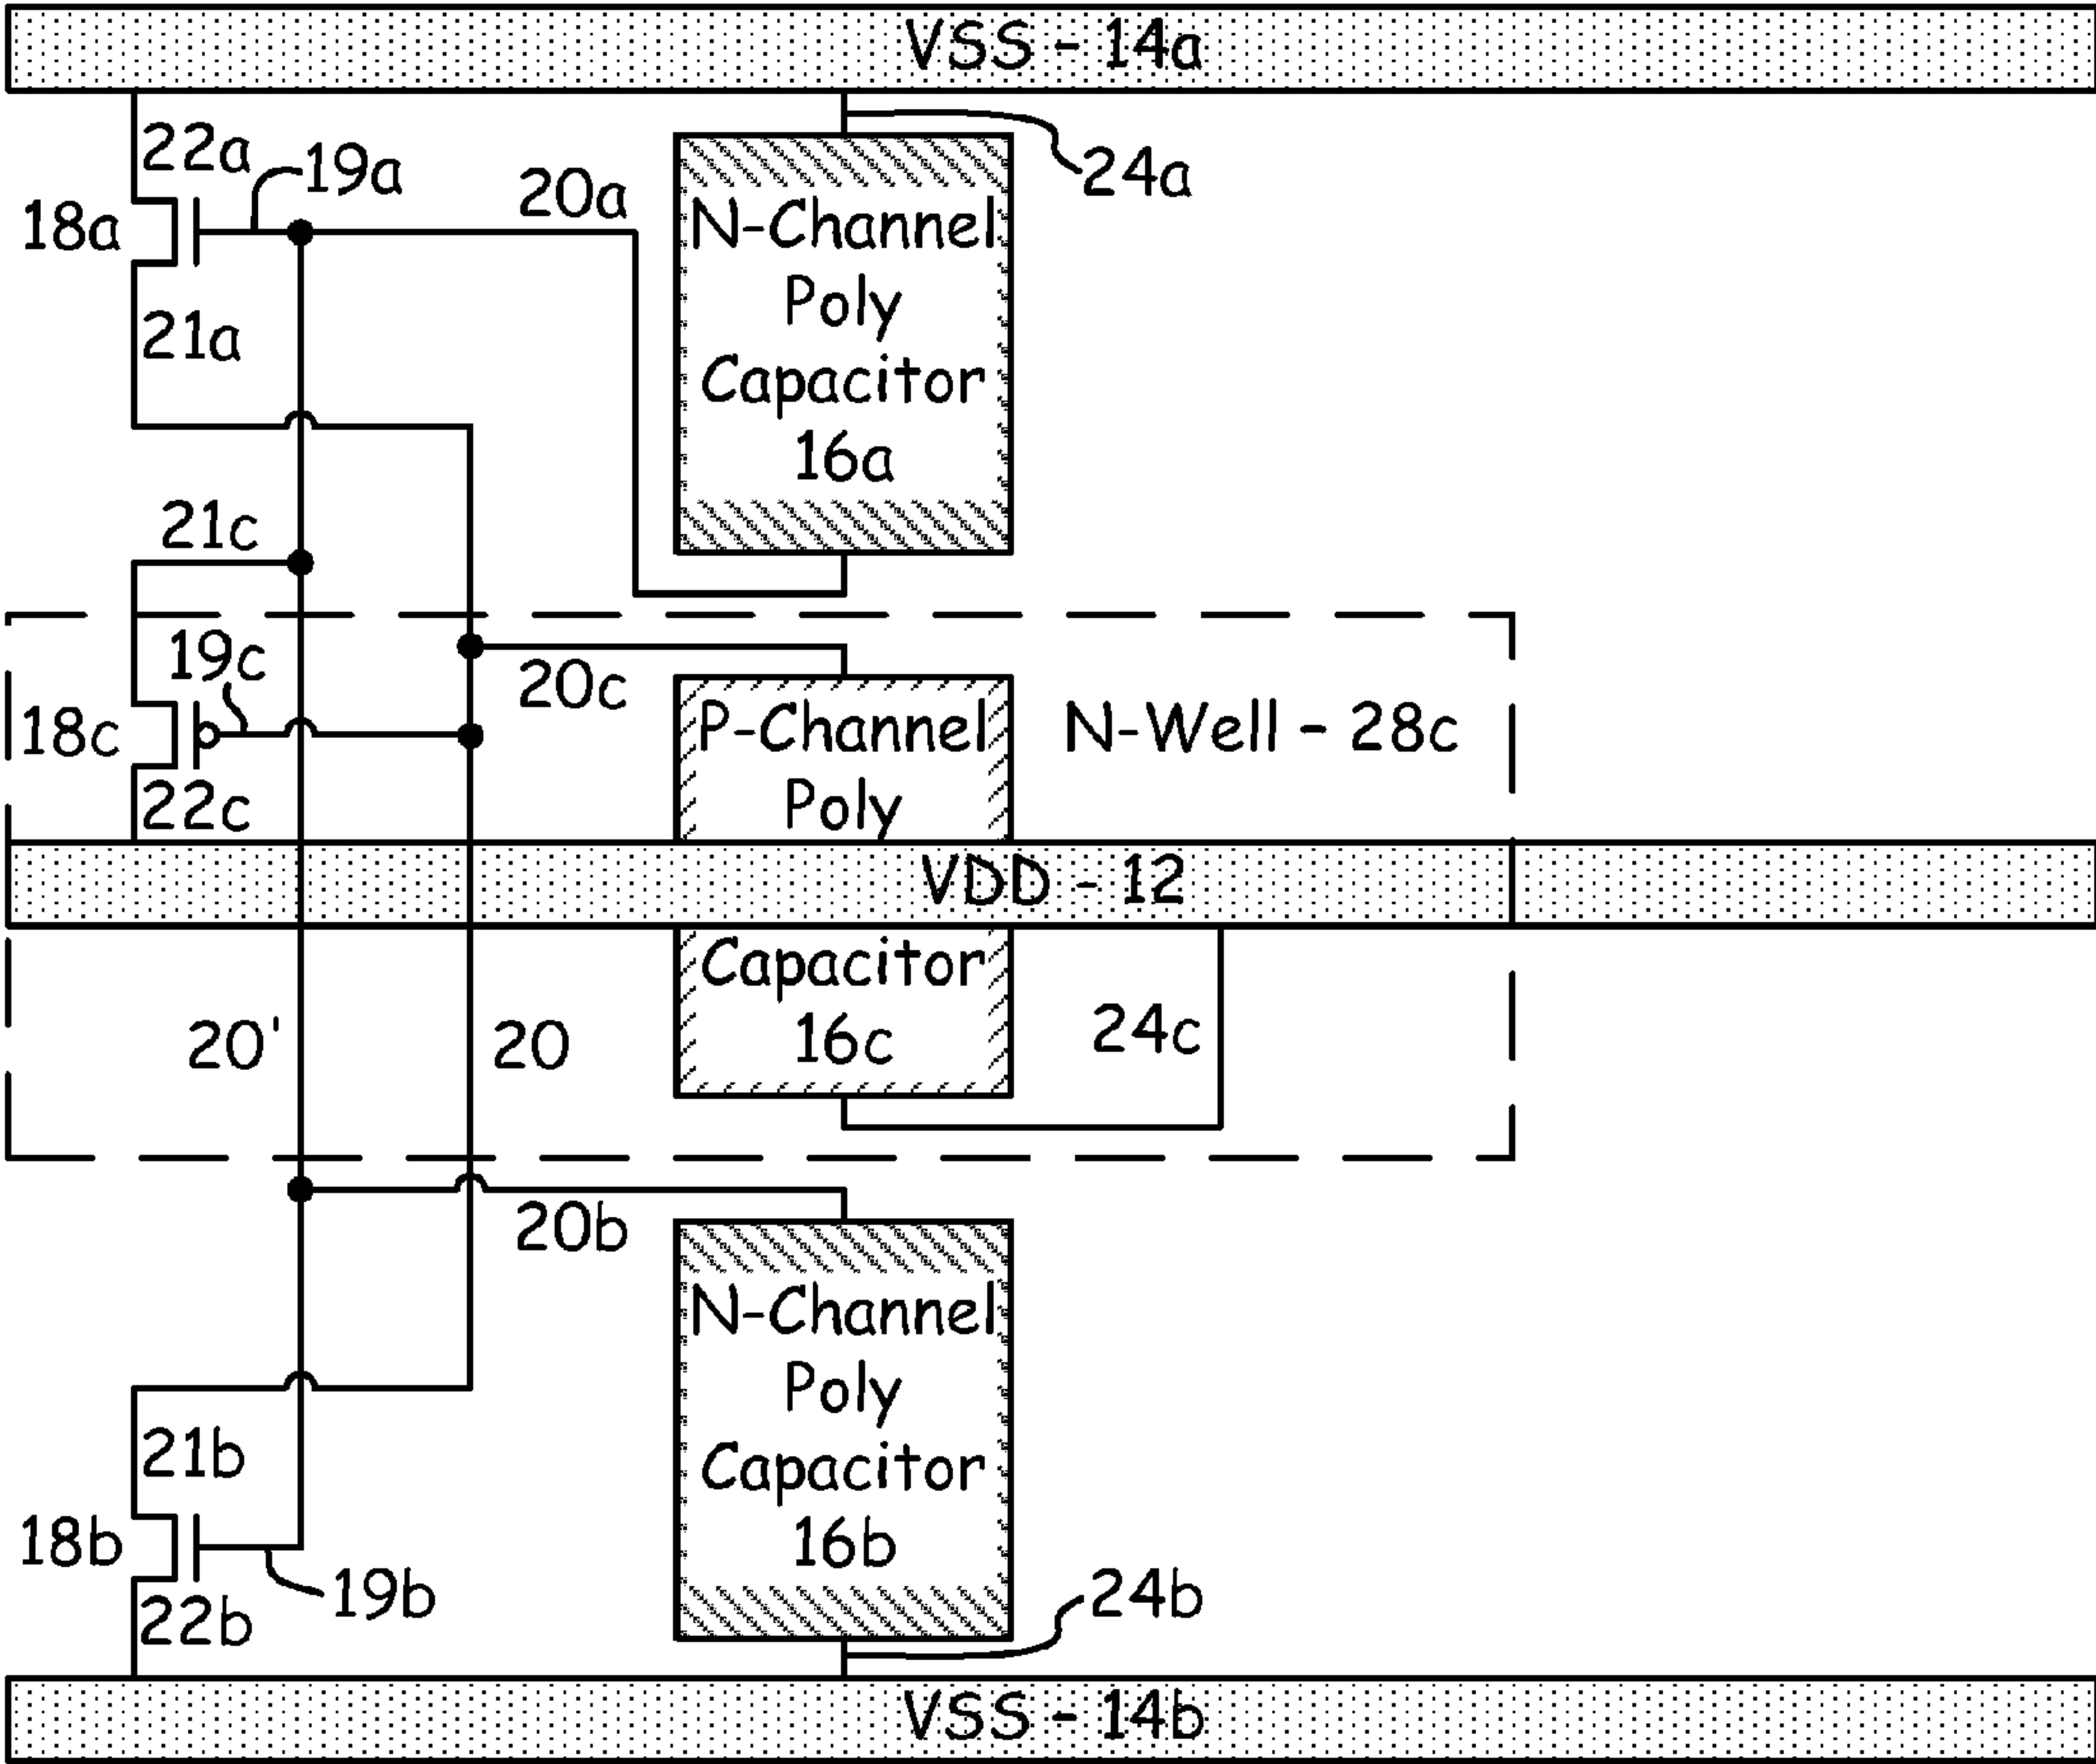 VSS - 14a
22a
19a
20a
24a
18a
N-Channel
Poly
Capacitor
16a
21a
21c
19c
20c
18c
P-Channel
Poly
N-Well - 28c
22c
VDD - 12
Capacitor
16c
24c
20'
20
20b
N-Channel
Poly
Capacitor
16b
21b
18b
19b
24b
22b
VSS - 14b